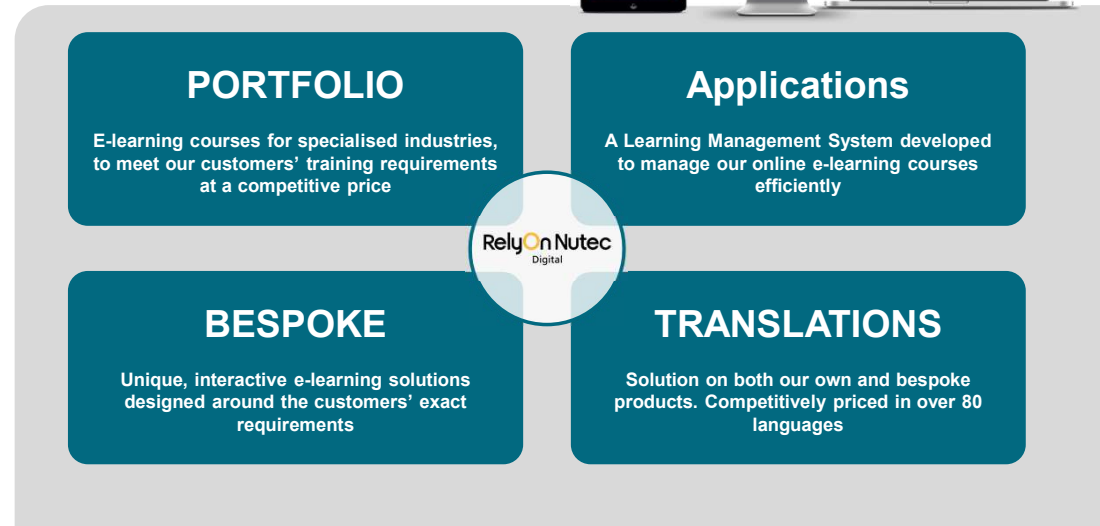 PORTFOLIO
E-learning courses for specialised industries,
to meet our customers’ training requirements
at a competitive price
Applications
A Learning Management System developed
to manage our online e-learning courses
efficiently
RelyOn Nutec
Digital
BESPOKE
Unique, interactive e-learning solutions
designed around the customers’ exact
requirements
TRANSLATIONS
Solution on both our own and bespoke
products. Competitively priced in over 80
languages